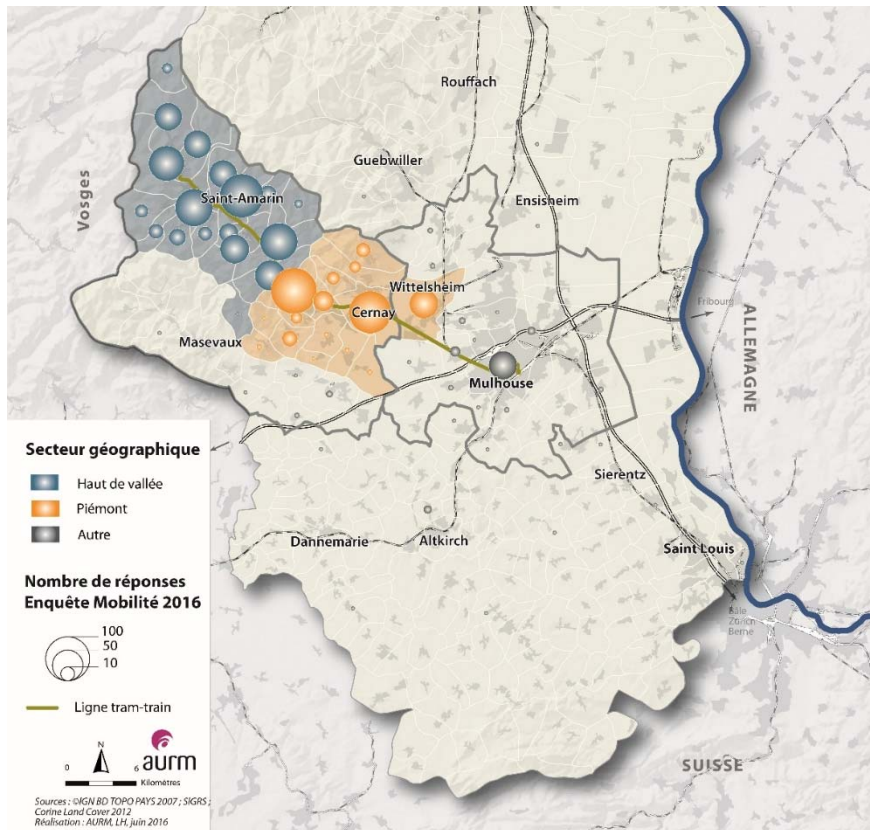 Rouffach
Guebwiller
Ensisheim
Vosges
Saint-Amarin
Wittelsheim
Fribourg
Cernay
ALLEMAGNE
Masevaux
Mulhouse
Sierentz
Dannemarie
Altkirch
Saint Louis
Bâle
Zürich
Berne
SUISSE
Secteur géographique
Haut de vallée
Piémont
Autre
Nombre de réponses
Enquête Mobilité 2016
100
50
10
Ligne tram-train
N
aurm
0 6
Kilomètres
Sources : ©IGN BD TOPO PAYS 2007 ; SIGRS ;
Corine Land Cover 2012
Réalisation : AURM, LH, juin 2016